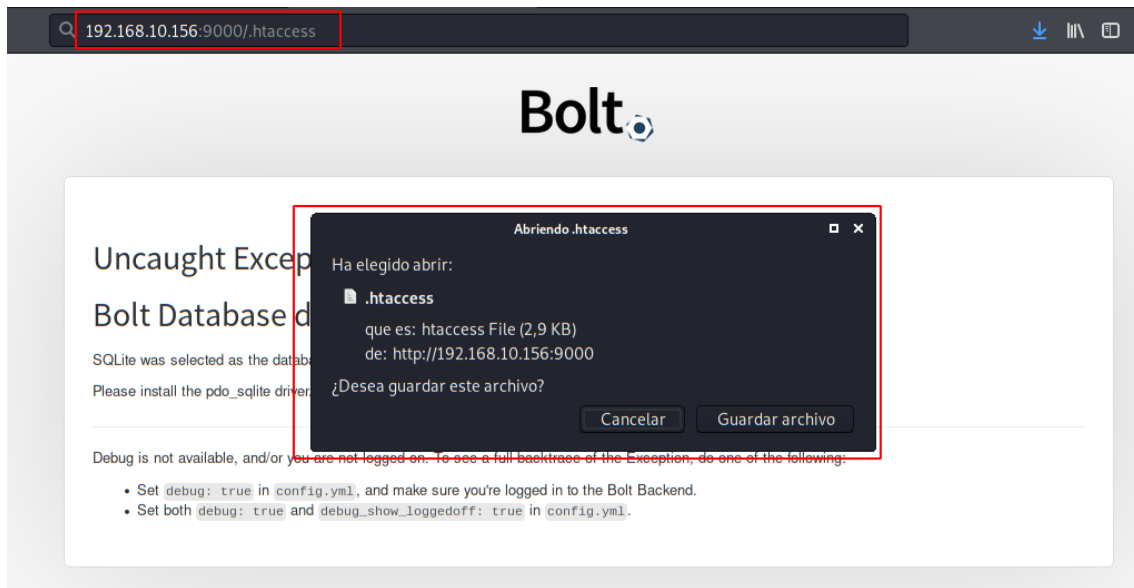 192.168.10.156:9000/.htaccess
Bolt
Abriendo .htaccess
Uncaught Excep
Ha elegido abrir:
.htaccess
Bolt Database d
que es: htaccess File (2,9 KB)
de: http://192.168.10.156:9000
SQLite was selected as the databa
¿Desea guardar este archivo?
Please install the pdo_sqlite driver.
Cancelar Guardar archivo
Debug is not available, and/or you are not logged on. To see a full backtrace of the Exception, do one of the following:
• Set debug: true in config.yml, and make sure you're logged in to the Bolt Backend.
• Set both debug: true and debug_show_loggedoff: true in config.yml.